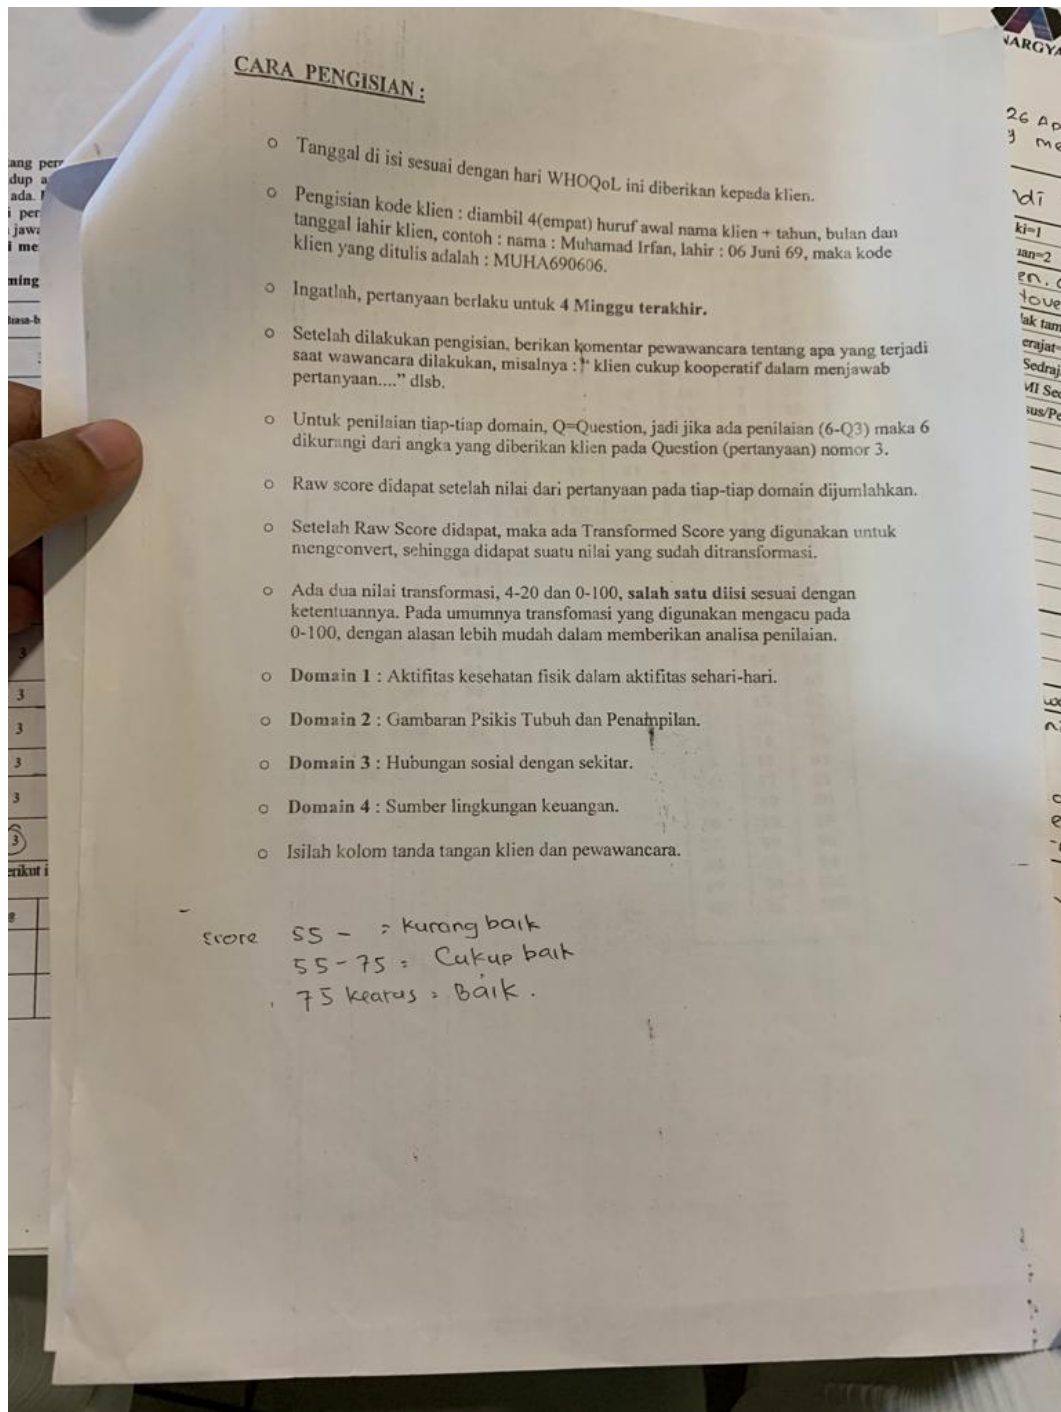 CARA PENGISIAN :
o Tanggal di isi sesuai dengan hari WHOQoL ini diberikan kepada klien.
o Pengisian kode klien : diambil 4(empat) huruf awal nama klien + tahun, bulan dan
tanggal lahir klien, contoh : nama : Muhamad Irfan, lahir : 06 Juni 69, maka kode
klien yang ditulis adalah : MUHA690606.
o Ingatlah, pertanyaan berlaku untuk 4 Minggu terakhir.
o Setelah dilakukan pengisian, berikan komentar pewawancara tentang apa yang terjadi
saat wawancara dilakukan, misalnya : “ klien cukup kooperatif dalam menjawab
pertanyaan....” dlsb.
o Untuk penilaian tiap-tiap domain, Q=Question, jadi jika ada penilaian (6-Q3) maka 6
dikurangi dari angka yang diberikan klien pada Question (pertanyaan) nomor 3.
o Raw score didapat setelah nilai dari pertanyaan pada tiap-tiap domain dijumlahkan.
o Setelah Raw Score didapat, maka ada Transformed Score yang digunakan untuk
mengconvert, sehingga didapat suatu nilai yang sudah ditransformasi.
o Ada dua nilai transformasi, 4-20 dan 0-100, salah satu diisi sesuai dengan
ketentuannya. Pada umumnya transfomasi yang digunakan mengacu pada
0-100, dengan alasan lebih mudah dalam memberikan analisa penilaian.
o Domain 1 : Aktifitas kesehatan fisik dalam aktifitas sehari-hari.
o Domain 2 : Gambaran Psikis Tubuh dan Penampilan.
o Domain 3 : Hubungan sosial dengan sekitar.
o Domain 4 : Sumber lingkungan keuangan.
o Isilah kolom tanda tangan klien dan pewawancara.
score 55 - = kurang baik
55-75 = Cukup baik
75 keatas = Baik.